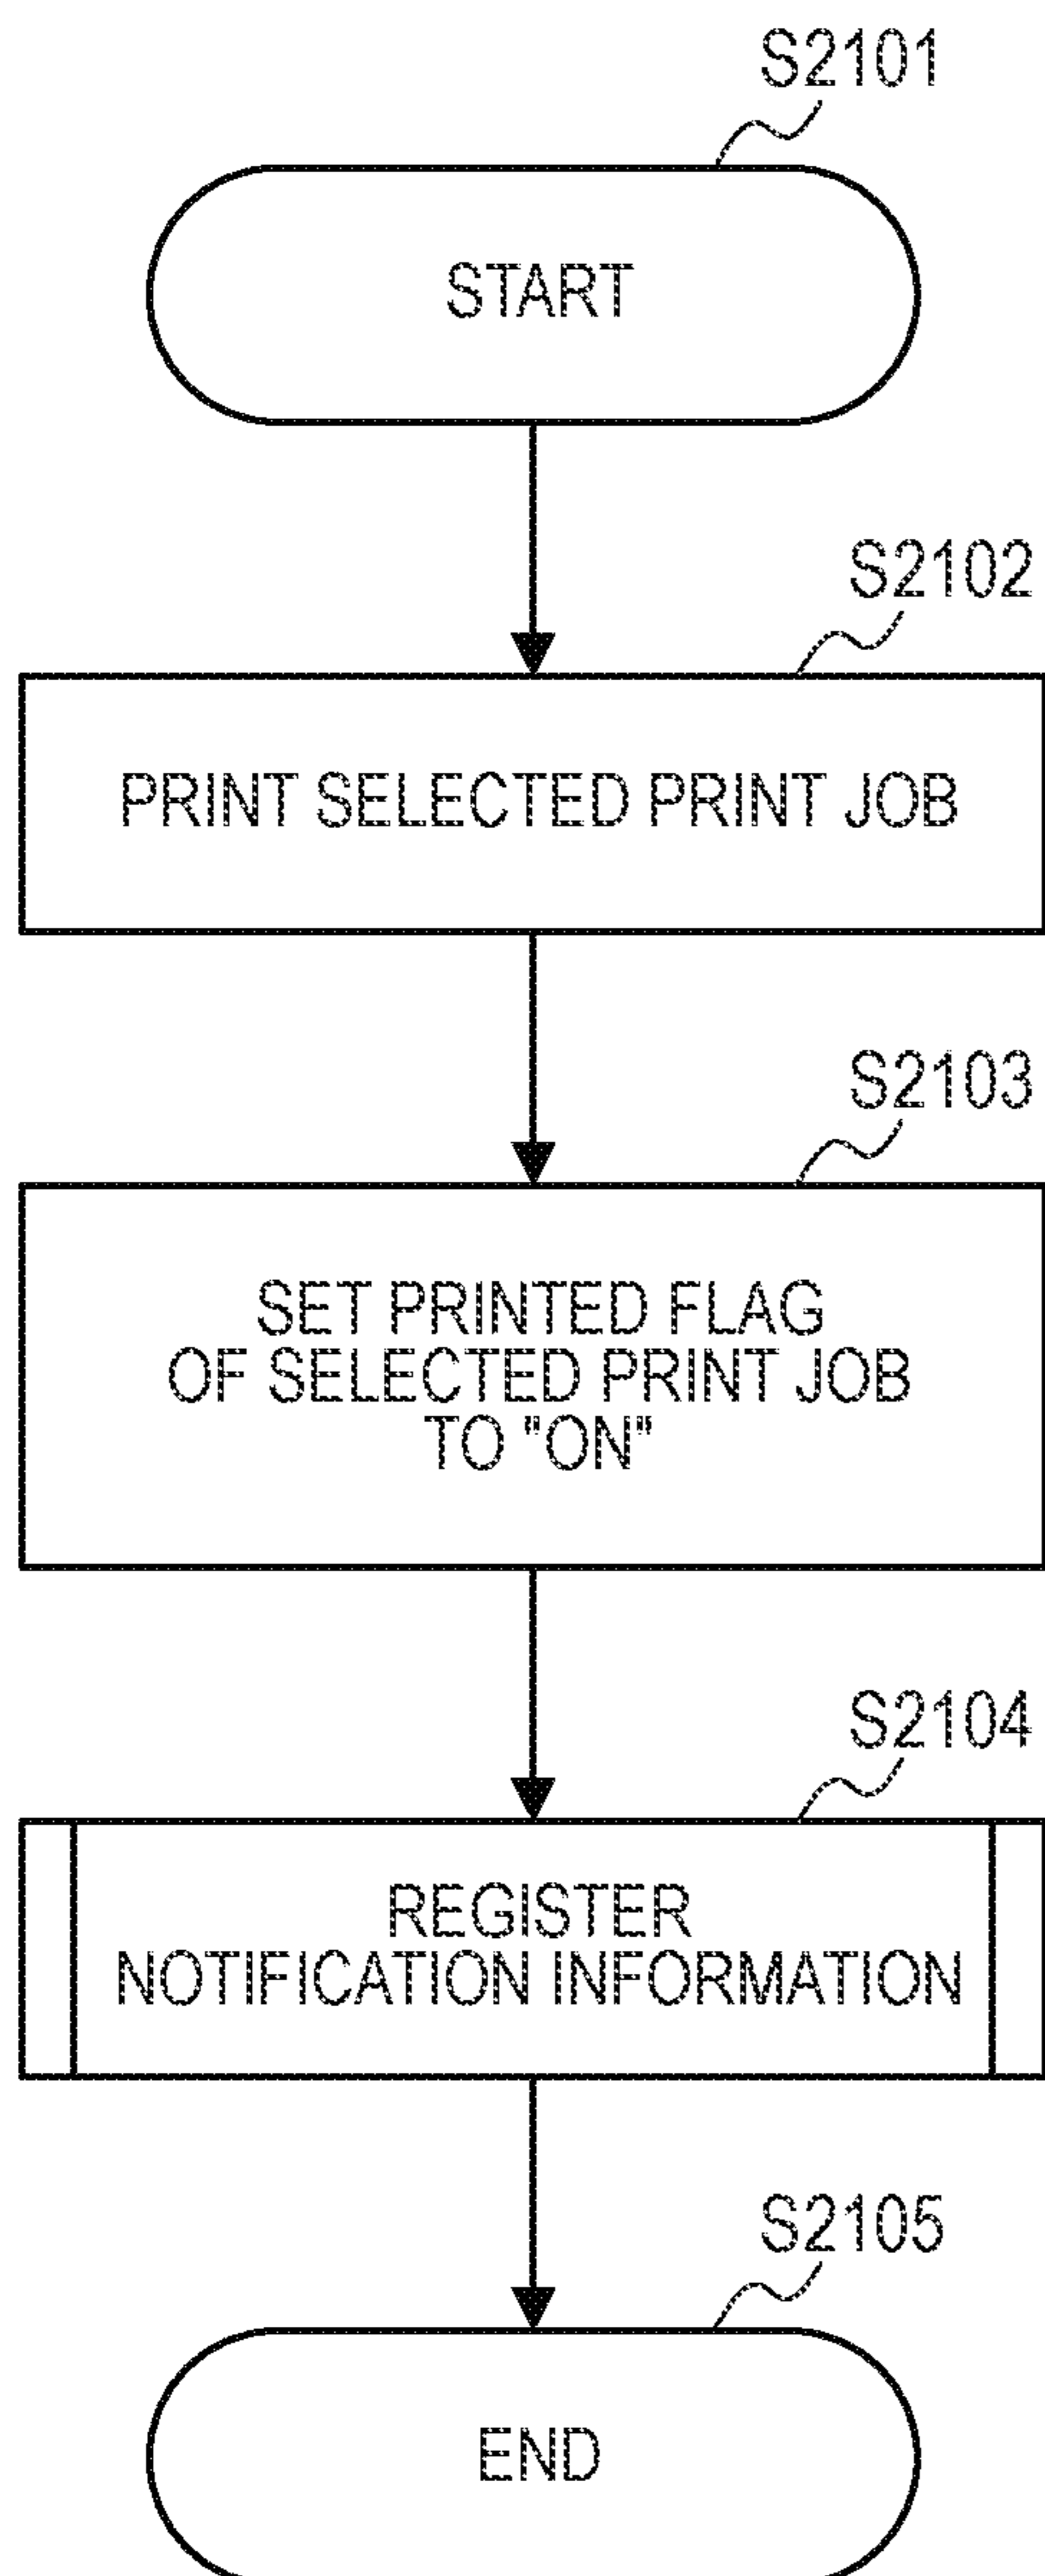 S2101
START
S2102
PRINT SELECTED PRINT JOB
S2103
SET PRINTED FLAG
OF SELECTED PRINT JOB
TO "ON"
S2104
REGISTER
NOTIFICATION INFORMATION
S2105
END